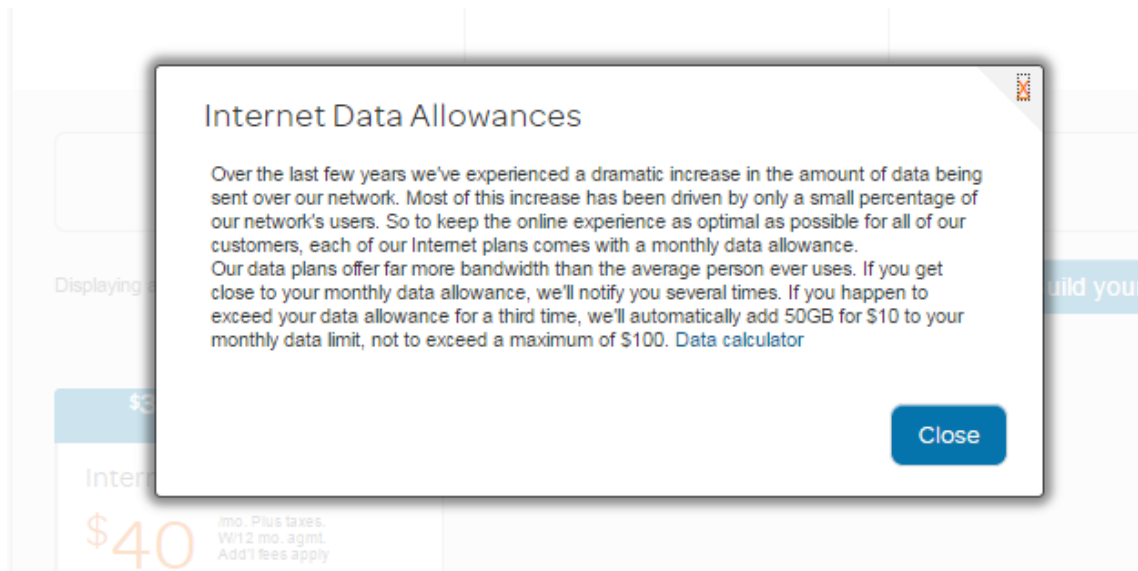 X
Internet Data Allowances
Over the last few years we've experienced a dramatic increase in the amount of data being
sent over our network. Most of this increase has been driven by only a small percentage of
our network's users. So to keep the online experience as optimal as possible for all of our
customers, each of our Internet plans comes with a monthly data allowance.
Our data plans offer far more bandwidth than the average person ever uses. If you get
close to your monthly data allowance, we'll notify you several times. If you happen to
exceed your data allowance for a third time, we'll automatically add 50GB for $10 to your
monthly data limit, not to exceed a maximum of $100. Data calculator
Close
Displaying
uild your
$3
Intern
$40
/mo. Plus taxes.
W/12 mo. agmt.
Add'l fees apply